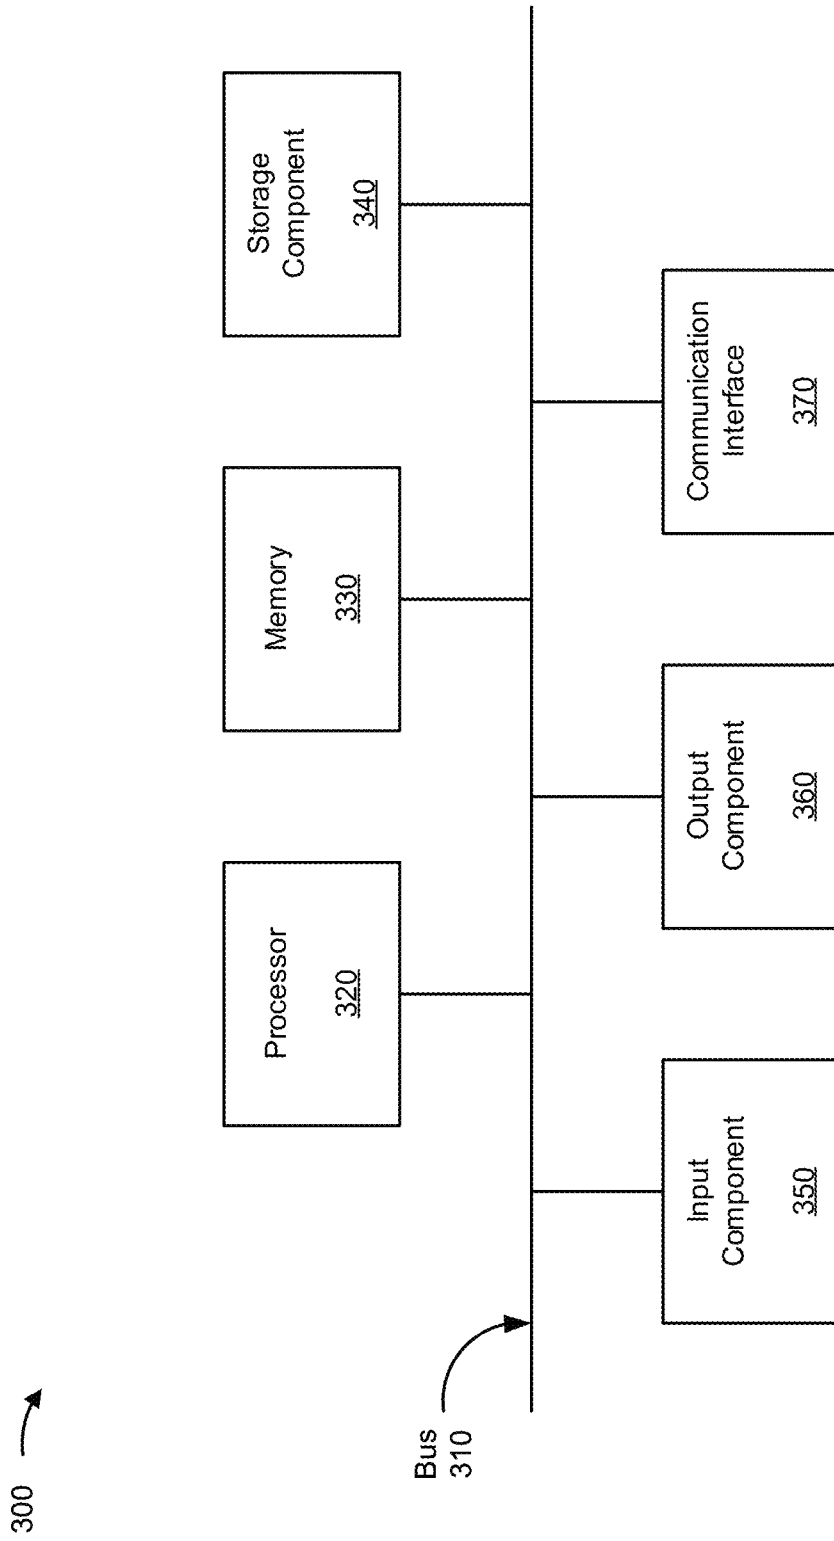 300
Processor
320
Memory
330
Storage
Component
340
Bus
310
Input
Component
350
Output
Component
360
Communication
Interface
370